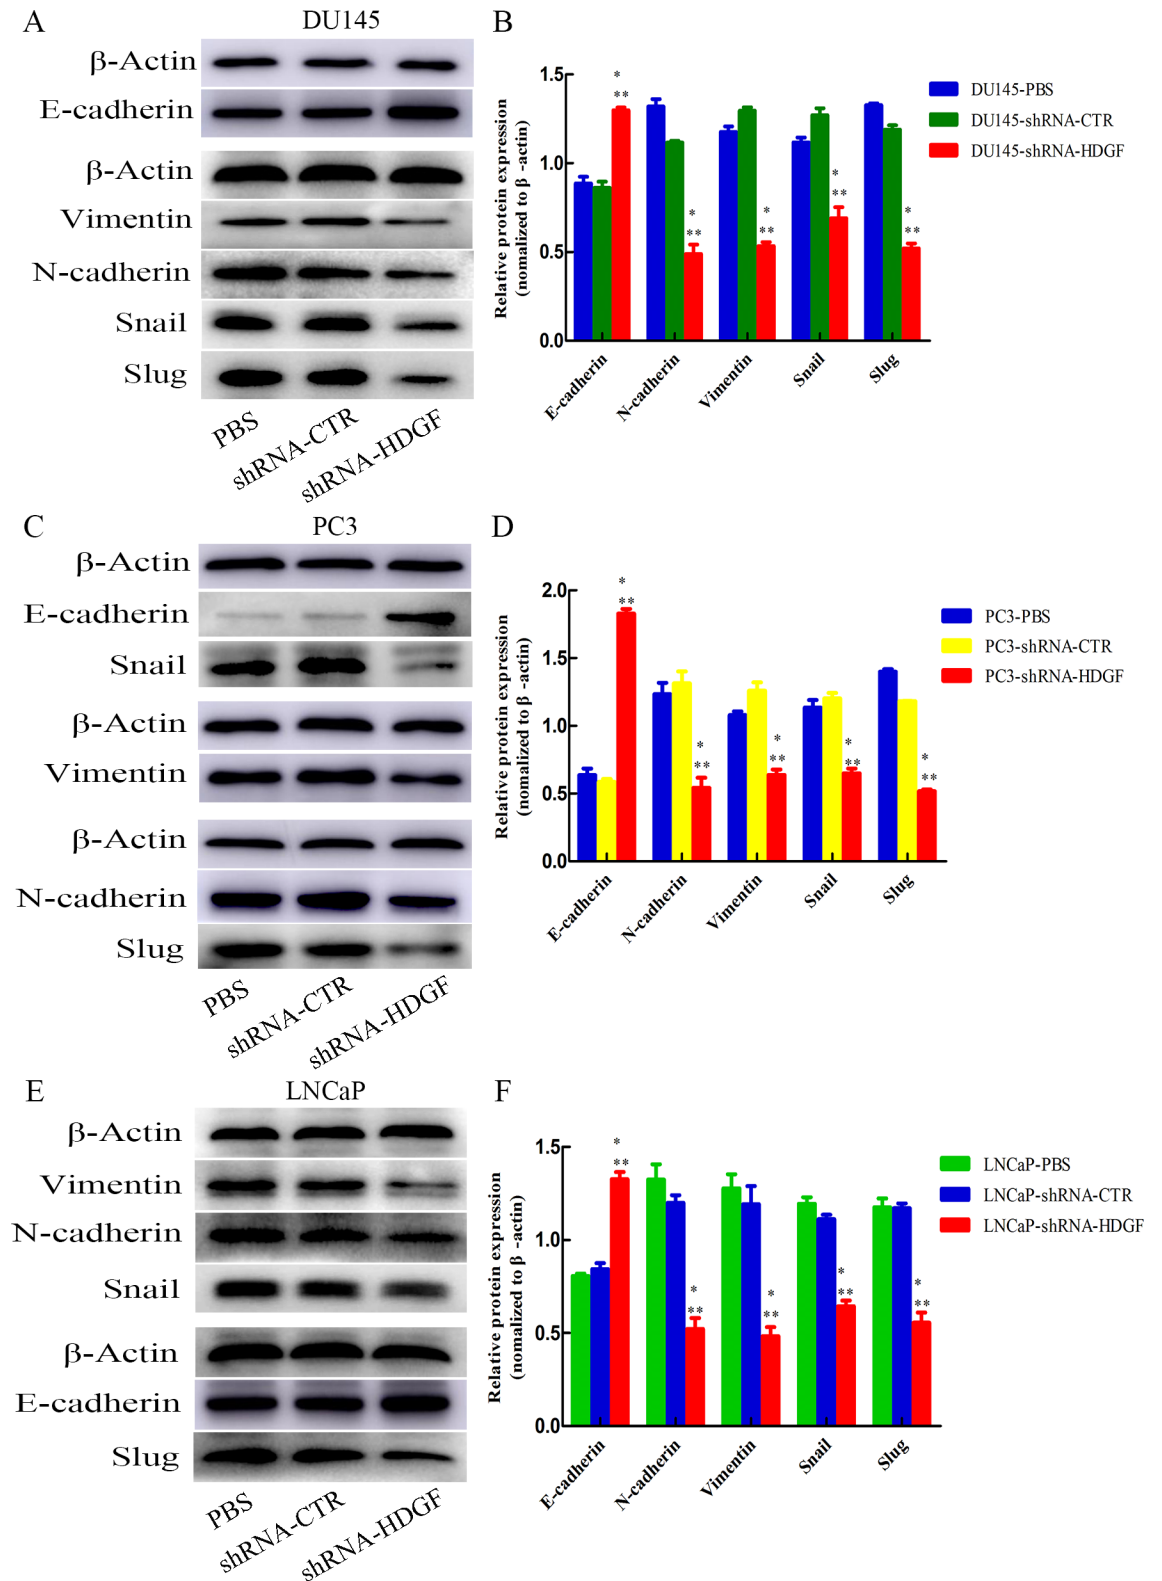 A
DU145
β-Actin
E-cadherin
β-Actin
Vimentin
N-cadherin
Snail
Slug
PBS
shRNA-CTR
shRNA-HDGF
B
Relative protein expression
(nomalized to β -actin)
1.5
1.0
0.5
0.0
*
**
*
**
*
**
*
**
*
**
E-cadherin
N-cadherin
Vimentin
Snail
Slug
DU145-PBS
DU145-shRNA-CTR
DU145-shRNA-HDGF
C
PC3
β-Actin
E-cadherin
Snail
β-Actin
Vimentin
β-Actin
N-cadherin
Slug
PBS
shRNA-CTR
shRNA-HDGF
D
Relative protein expression
(nomalized to β -actin)
2.0
1.5
1.0
0.5
0.0
*
**
*
**
*
**
*
**
*
**
E-cadherin
N-cadherin
Vimentin
Snail
Slug
PC3-PBS
PC3-shRNA-CTR
PC3-shRNA-HDGF
E
LNCaP
β-Actin
Vimentin
N-cadherin
Snail
β-Actin
E-cadherin
Slug
PBS
shRNA-CTR
shRNA-HDGF
F
Relative protein expression
(nomalized to β -actin)
1.5
1.0
0.5
0.0
*
**
*
**
*
**
*
**
*
**
E-cadherin
N-cadherin
Vimentin
Snail
Slug
LNCaP-PBS
LNCaP-shRNA-CTR
LNCaP-shRNA-HDGF